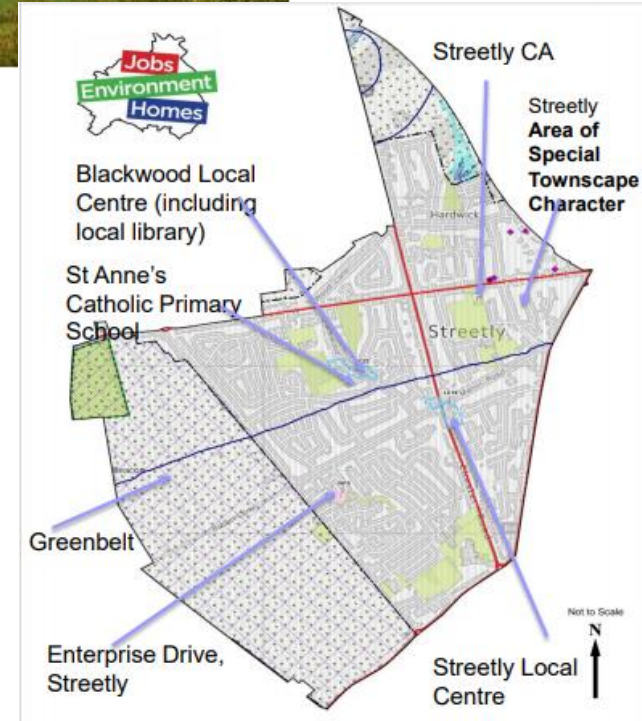 Jobs
Environment
Homes
Streetly CA
Streetly
Area of
Special
Townscape
Character
Blackwood Local
Centre (including
local library)
Hardwick
St Anne's
Catholic Primary
School
Streetly
Greenbelt
Enterprise Drive,
Streetly
Streetly Local
Centre
Not to Scale
N